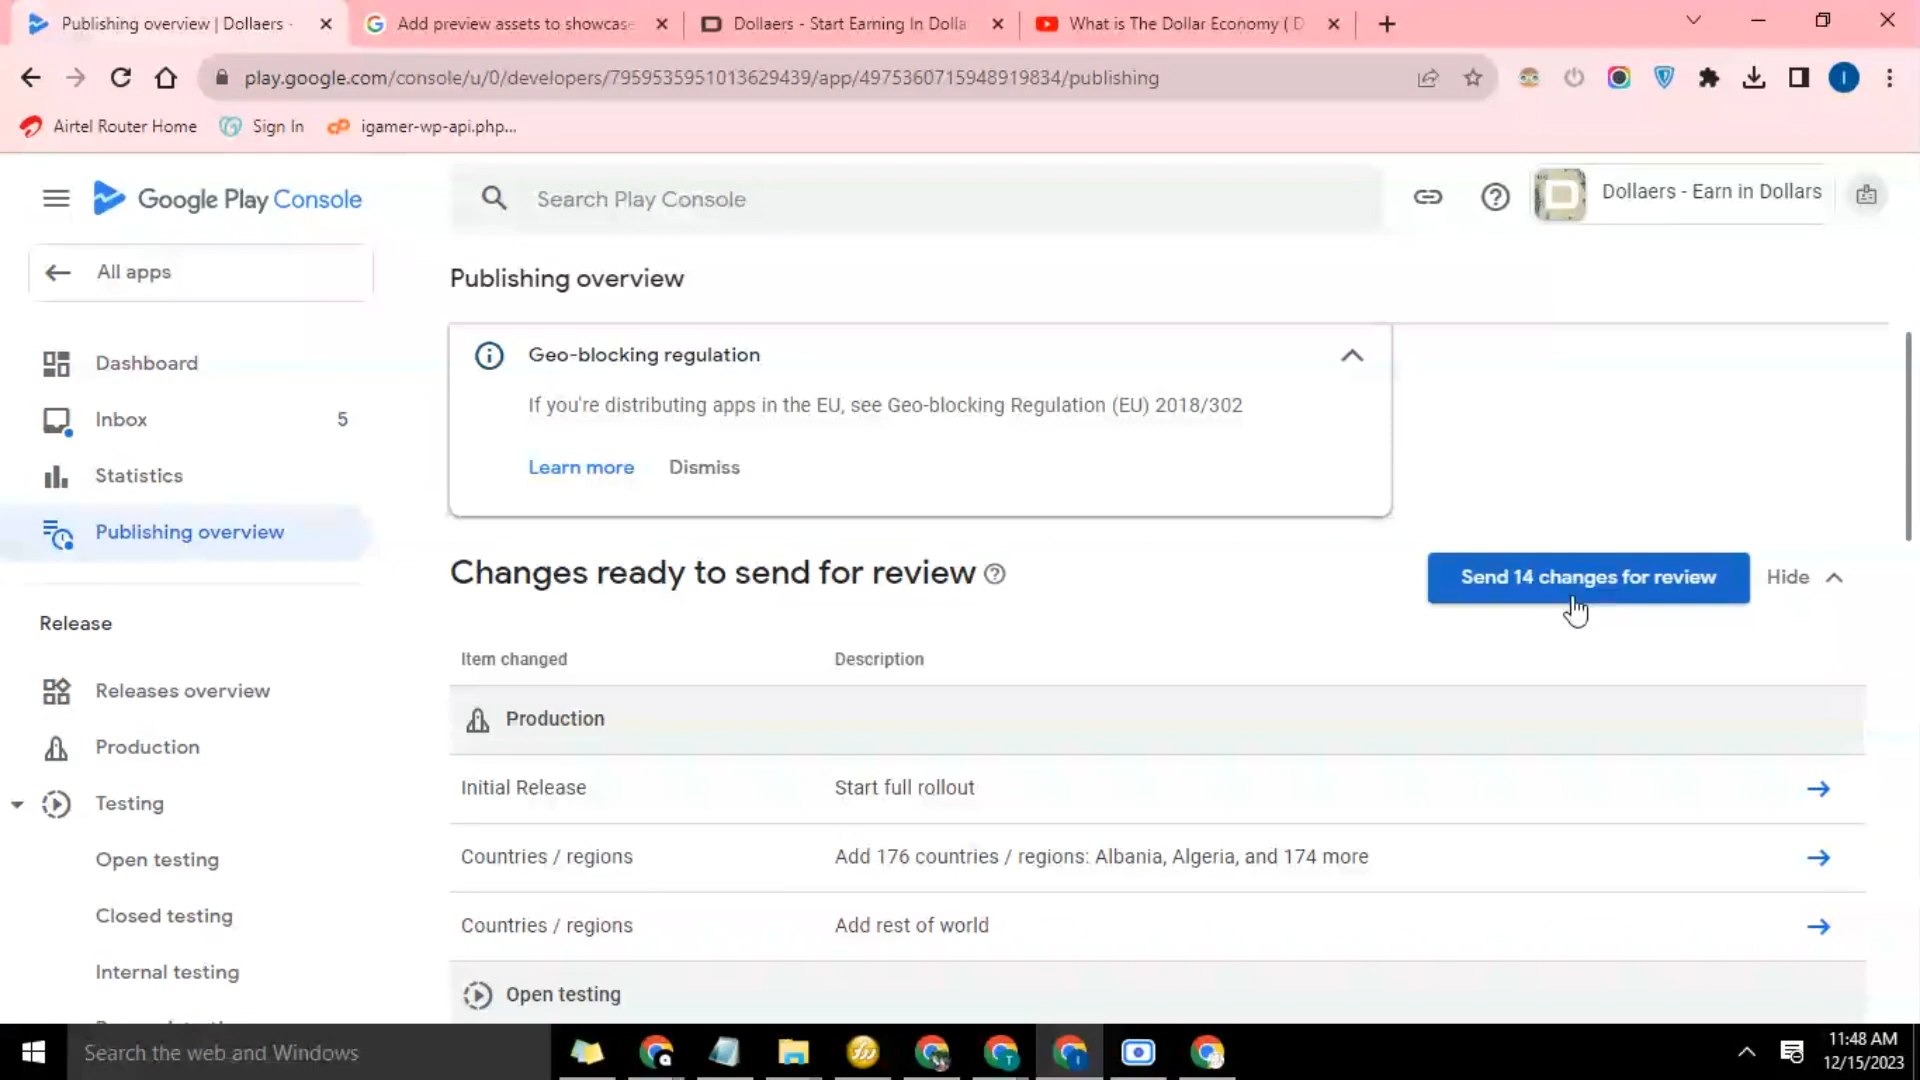 Publishing overview | Dollaers -
Add preview assets to showcase
Dollaers - Start Earning In Dolla
What is The Dollar Economy ( D
play.google.com/console/u/0/developers/7959535951013629439/app/4975360715948919834/publishing
I
Airtel Router Home
Sign In
igamer-wp-api.php...
Google Play Console
Search Play Console
Dollaers - Earn in Dollars
All apps
Publishing overview
Geo-blocking regulation
If you're distributing apps in the EU, see Geo-blocking Regulation (EU) 2018/302
Learn more
Dismiss
Dashboard
Inbox
5
Statistics
Publishing overview
Changes ready to send for review
Send 14 changes for review
Hide
Release
Item changed
Description
Releases overview
Production
Production
Initial Release
Start full rollout
Testing
Countries / regions
Add 176 countries / regions: Albania, Algeria, and 174 more
Open testing
Closed testing
Countries / regions
Add rest of world
Internal testing
Open testing
Search the web and Windows
11:48 AM
12/15/2023